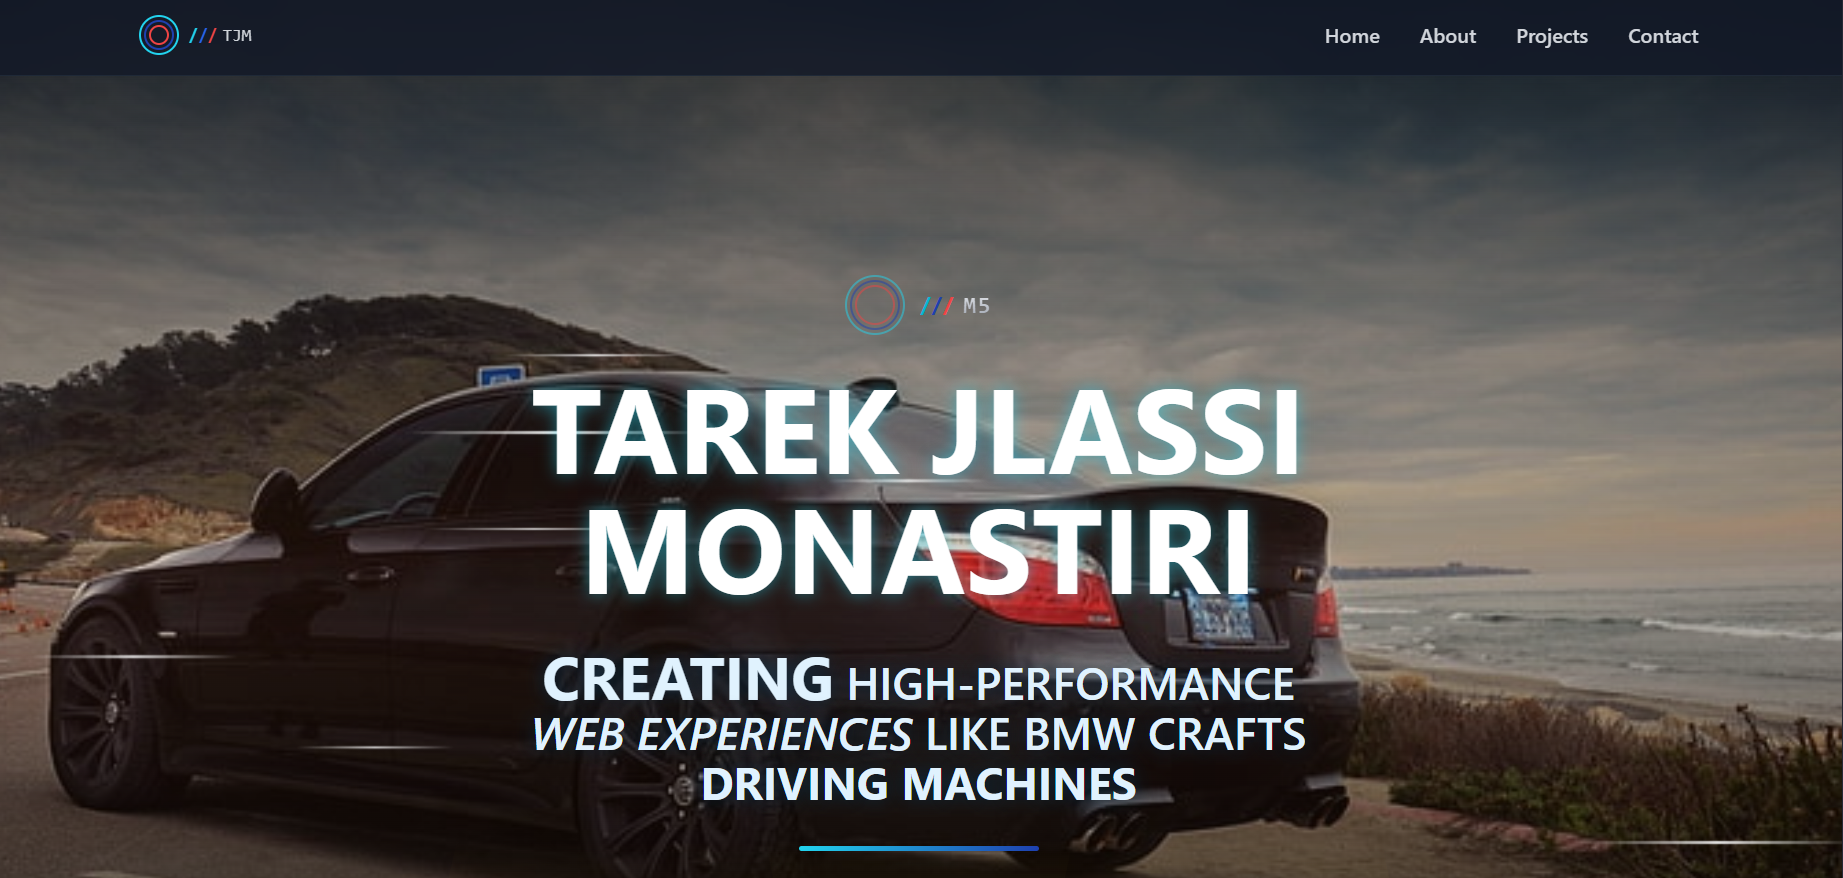 /// TJM
Home
About
Projects
Contact
/// M5
TAREK JLASSI
MONASTIRI
CREATING HIGH-PERFORMANCE
WEB EXPERIENCES LIKE BMW CRAFTS
DRIVING MACHINES